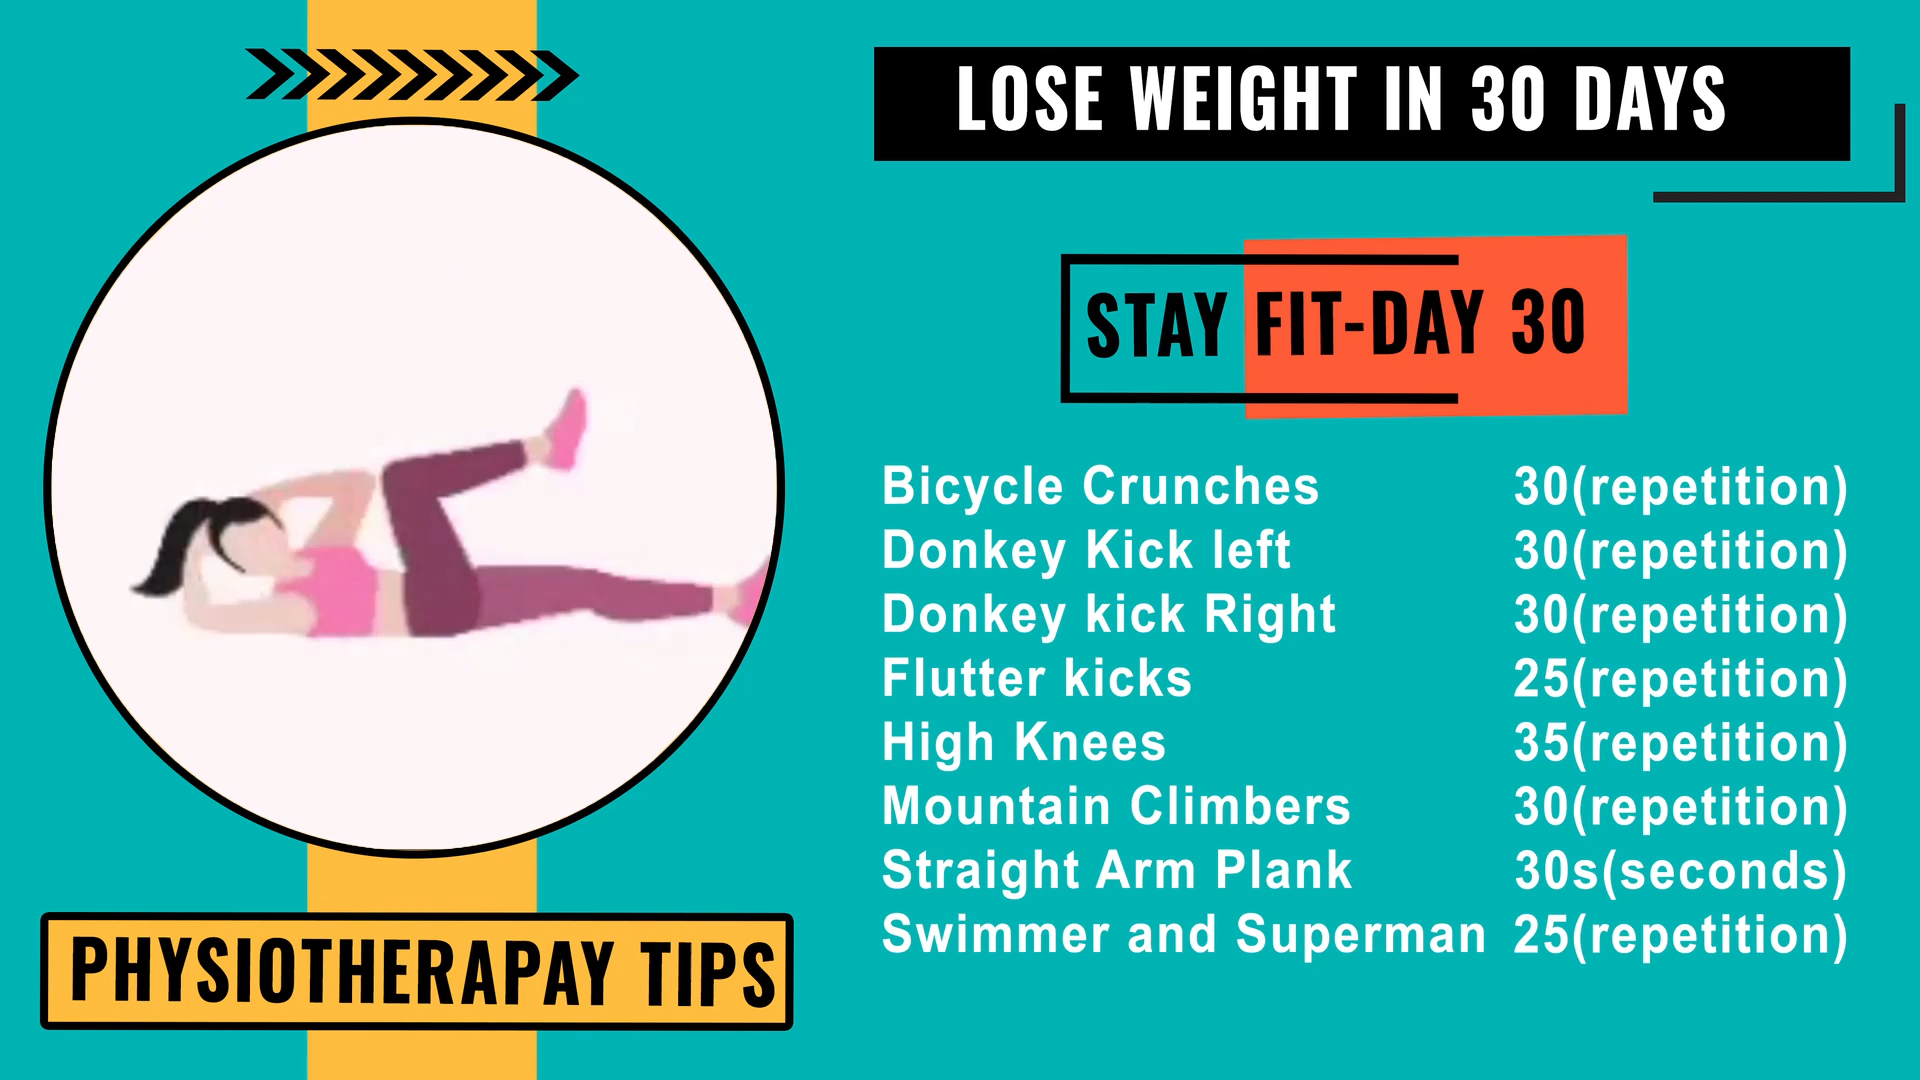 LOSE WEIGHT IN 30 DAYS
STAY FIT-DAY 30
Bicycle Crunches 30(repetition)
Donkey Kick left 30(repetition)
Donkey kick Right 30(repetition)
Flutter kicks 25(repetition)
High Knees 35(repetition)
Mountain Climbers 30(repetition)
Straight Arm Plank 30s(seconds)
Swimmer and Superman 25(repetition)
PHYSIOTHERAPAY TIPS